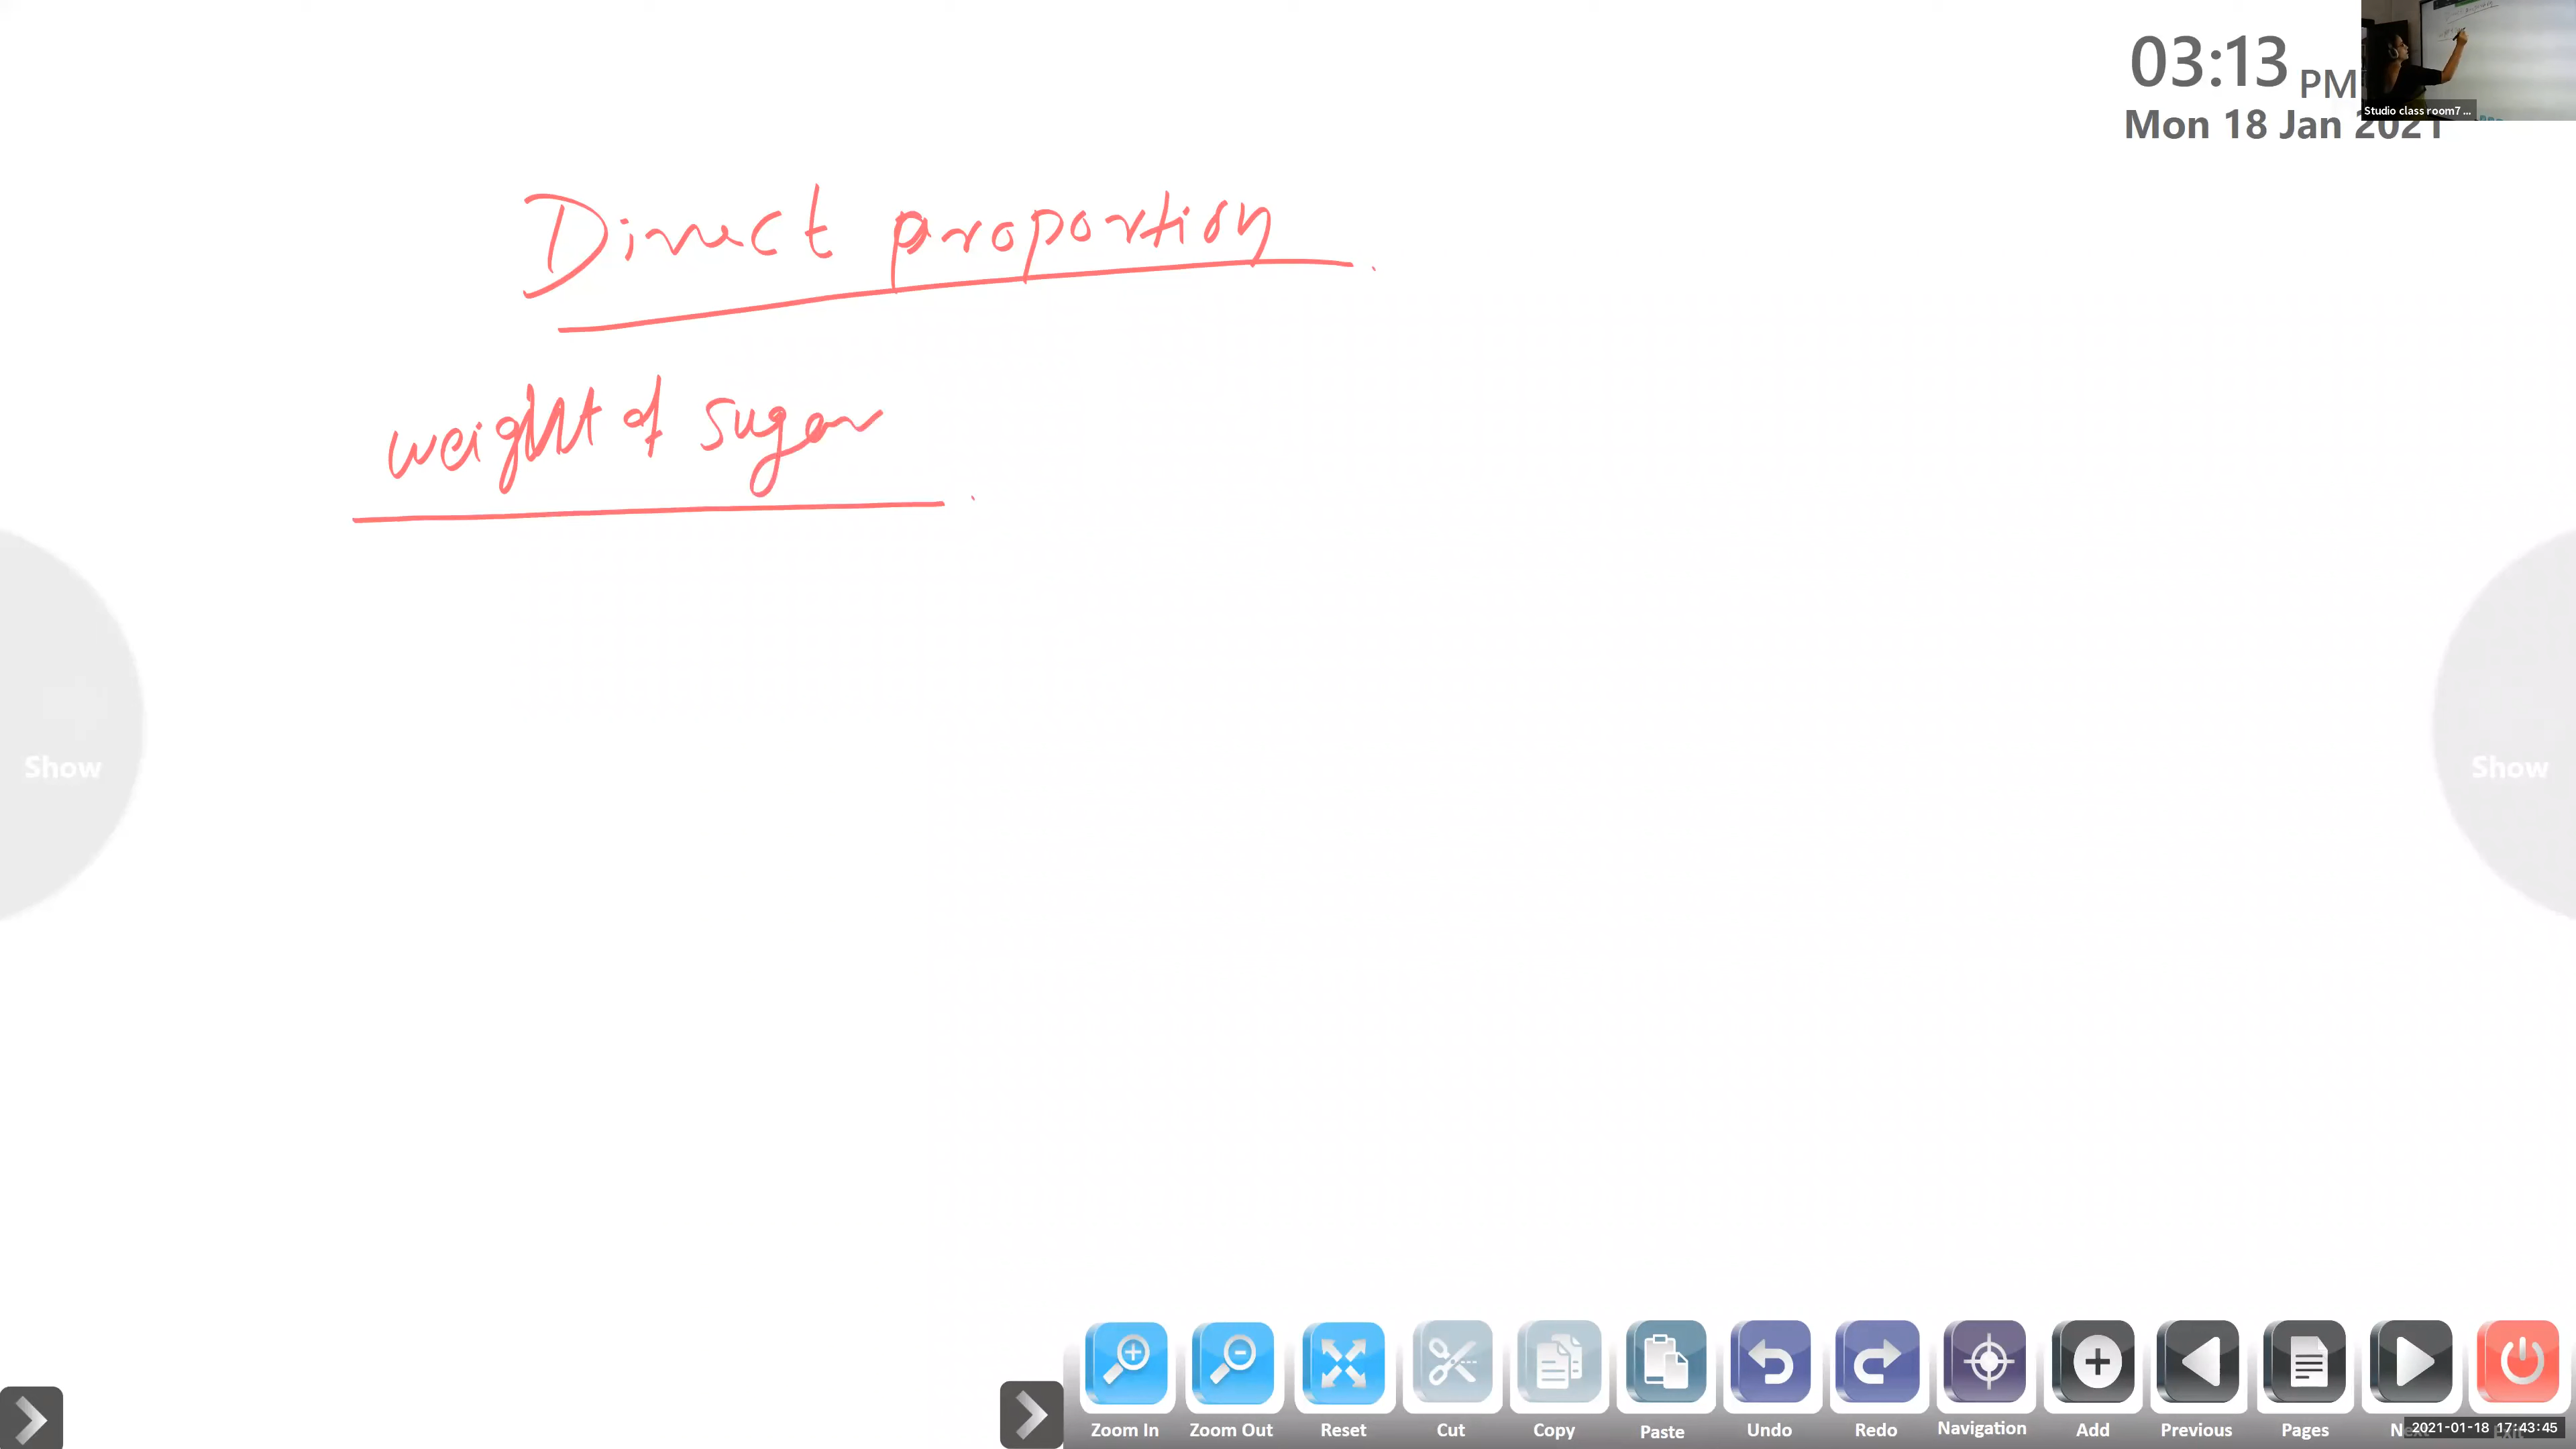 03:13 PM
Mon 18 Jan 2021
Studio class room7 ...
Direct proportion
weight of sugar
Show
Show
Zoom In Zoom Out Reset Cut Copy Paste Undo Redo Navigation Add Previous Pages
2021-01-18 17:43:45